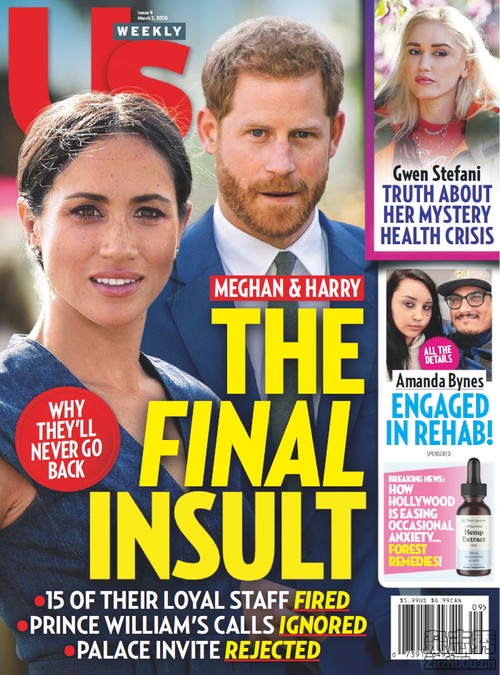 Us
Issue 9
March 2, 2020
WEEKLY
Gwen Stefani
TRUTH ABOUT
HER MYSTERY
HEALTH CRISIS
MEGHAN & HARRY
THE
FINAL
INSULT
WHY
THEY'LL
NEVER GO
BACK
ALL THE
DETAILS
Amanda Bynes
ENGAGED
IN REHAB!
SPONSORED
BREAKING NEWS:
HOW
HOLLYWOOD
IS EASING
OCCASIONAL
ANXIETY...
FOREST
REMEDIES!
Hemp
Extract
•15 OF THEIR LOYAL STAFF FIRED
•PRINCE WILLIAM'S CALLS IGNORED
•PALACE INVITE REJECTED
$5.99US $6.99CAN
09>